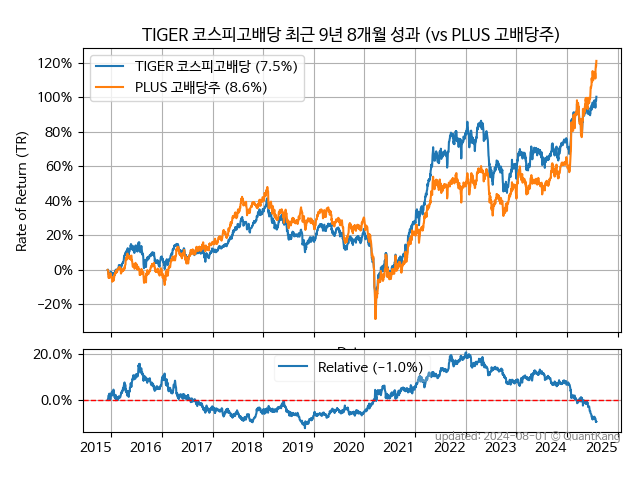 TIGER 코스피고배당 최근 9년 8개월 성과 (vs PLUS 고배당주)
Rate of Return (TR)
TIGER 코스피고배당 (7.5%)
PLUS 고배당주 (8.6%)
120%
100%
80%
60%
40%
20%
0%
−20%
20.0%
0.0%
Relative (−1.0%)
updated: 2024-08-01 © QuantKang
2015 2016 2017 2018 2019 2020 2021 2022 2023 2024 2025